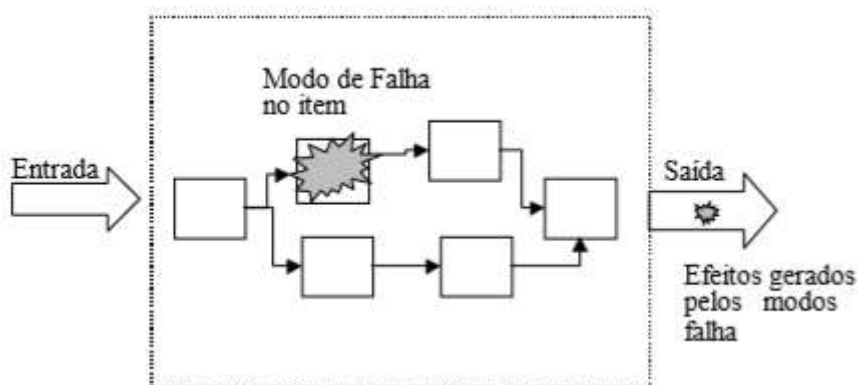 Modo de Falha
no item
Entrada
Saída
Efeitos gerados
pelos modos
falha